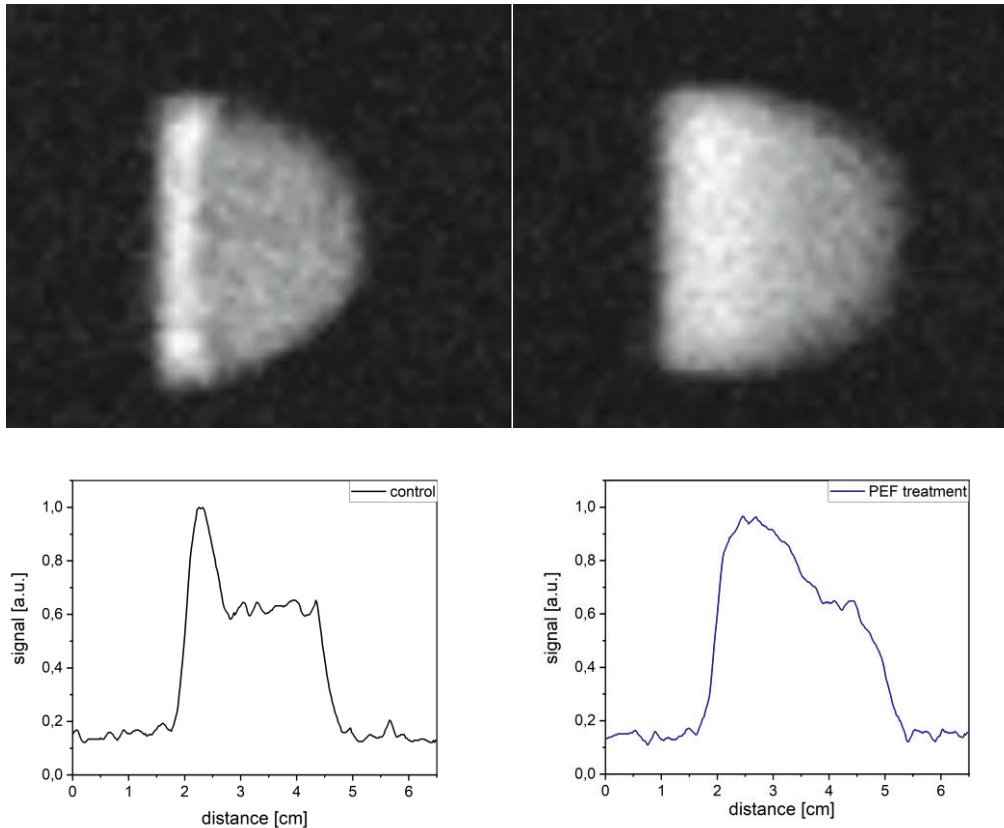 control
1,0
0,8
0,6
0,4
0,2
0,0
signal [a.u.]
0 1 2 3 4 5 6
distance [cm]
PEF treatment
1,0
0,8
0,6
0,4
0,2
0,0
signal [a.u.]
0 1 2 3 4 5 6
distance [cm]